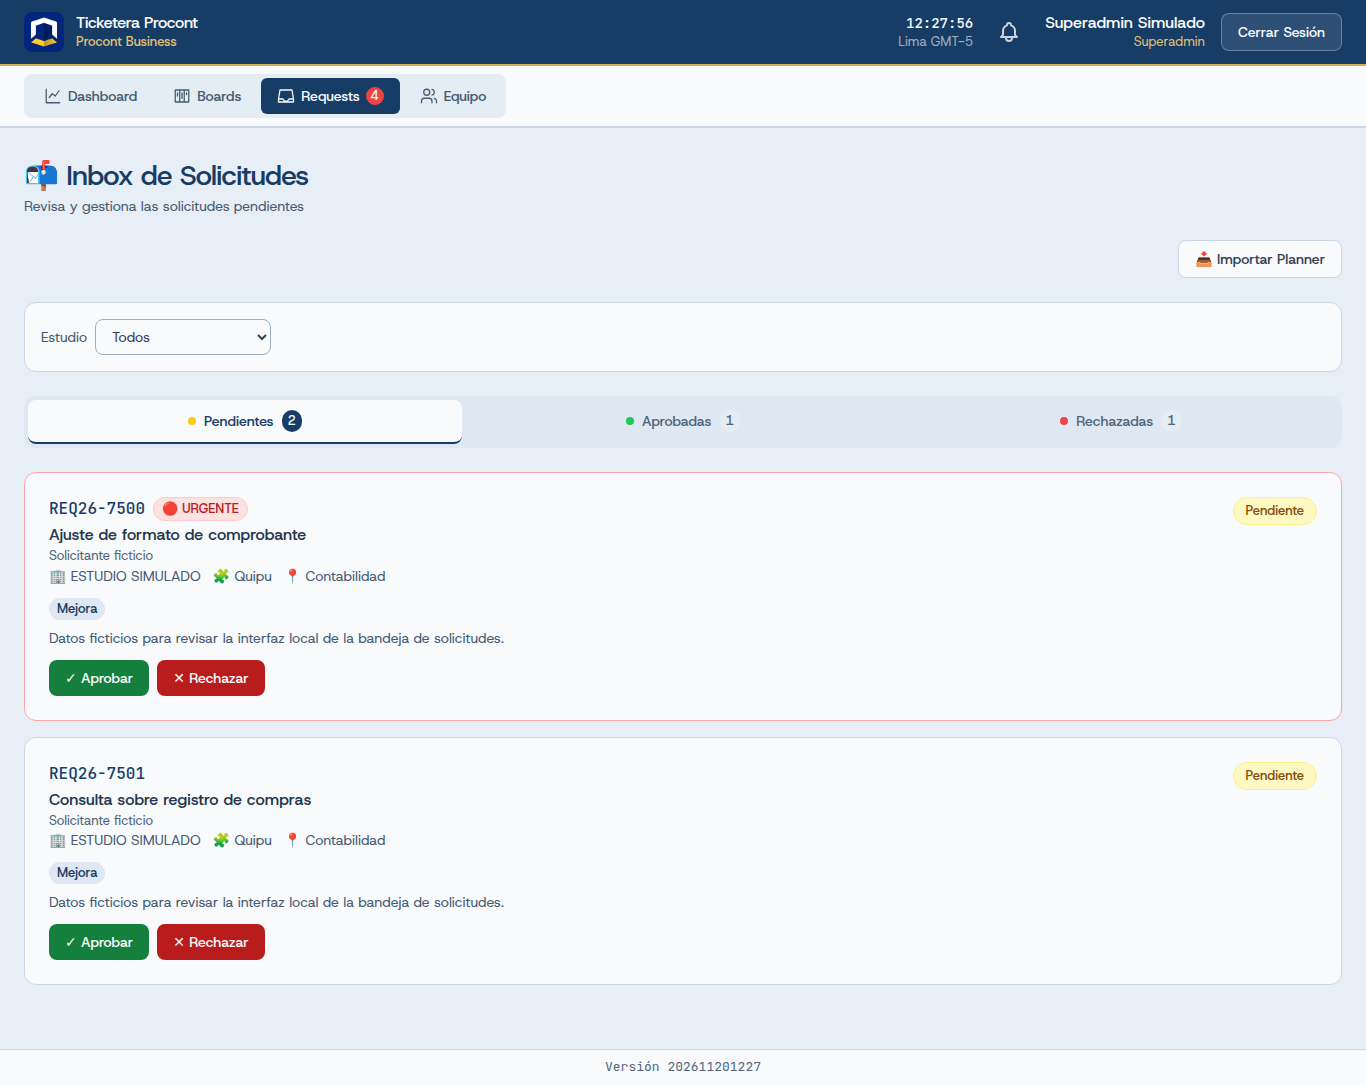 Ticketera Procont
Procont Business
12:27:56
Lima GMT-5
Superadmin Simulado
Superadmin
Cerrar Sesión
Dashboard
Boards
Requests 4
Equipo
Inbox de Solicitudes
Revisa y gestiona las solicitudes pendientes
Importar Planner
Estudio Todos
Pendientes 2
Aprobadas 1
Rechazadas 1
REQ26-7500 URGENTE
Pendiente
Ajuste de formato de comprobante
Solicitante ficticio
ESTUDIO SIMULADO Quipu Contabilidad
Mejora
Datos ficticios para revisar la interfaz local de la bandeja de solicitudes.
✓ Aprobar ✕ Rechazar
REQ26-7501
Pendiente
Consulta sobre registro de compras
Solicitante ficticio
ESTUDIO SIMULADO Quipu Contabilidad
Mejora
Datos ficticios para revisar la interfaz local de la bandeja de solicitudes.
✓ Aprobar ✕ Rechazar
Versión 202611201227